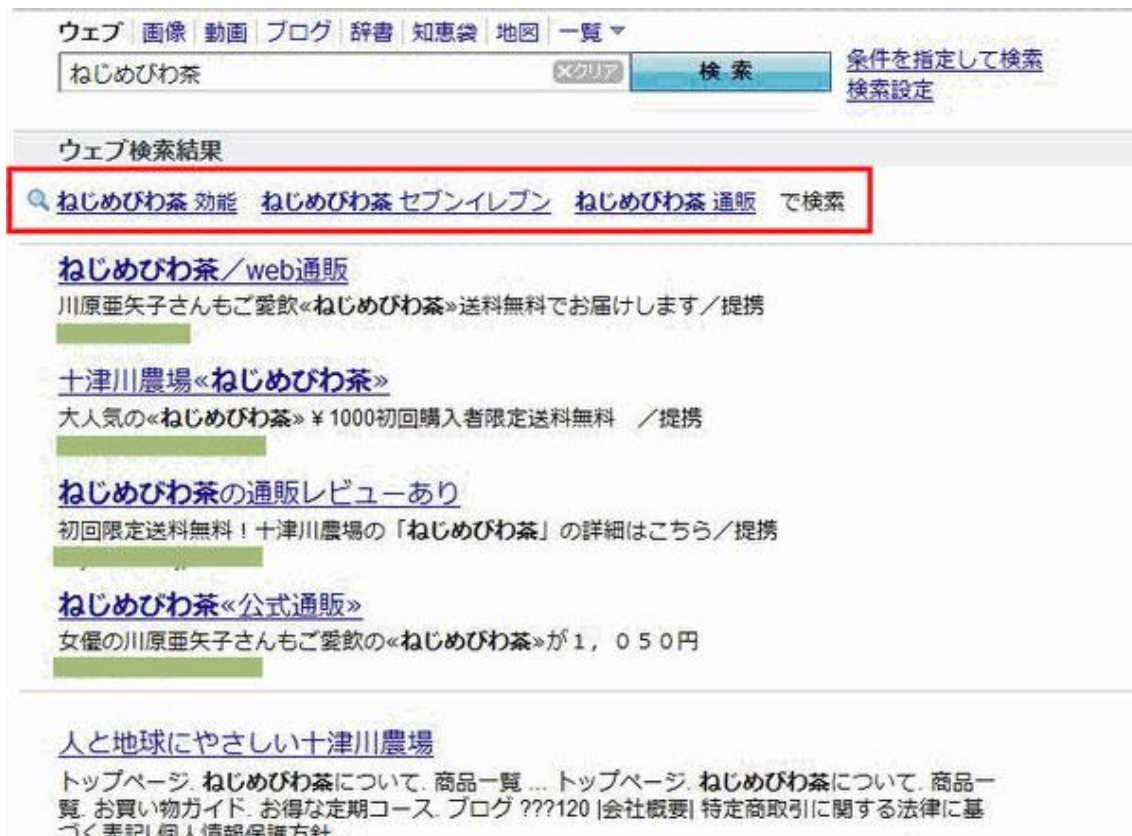 ウェブ 画像 動画 ブログ 辞書 知恵袋 地図 一覧
ねじめびわ茶 ×クリア 検索 条件を指定して検索
検索設定
ウェブ検索結果
ねじめびわ茶 効能 ねじめびわ茶 セブンイレブン ねじめびわ茶 通販 で検索
ねじめびわ茶／web通販
川原亜矢子さんもご愛飲«ねじめびわ茶»送料無料でお届けします／提携
十津川農場«ねじめびわ茶»
大人気の«ねじめびわ茶»￥1000初回購入者限定送料無料　／提携
ねじめびわ茶の通販レビューあり
初回限定送料無料！十津川農場の「ねじめびわ茶」の詳細はこちら／提携
ねじめびわ茶«公式通販»
女優の川原亜矢子さんもご愛飲の«ねじめびわ茶»が１，０５０円
人と地球にやさしい十津川農場
トップページ. ねじめびわ茶について. 商品一覧 ... トップページ. ねじめびわ茶について. 商品一
覧. お買い物ガイド. お得な定期コース. ブログ ???120 |会社概要| 特定商取引に関する法律に基
づく表記| 個人情報保護方針